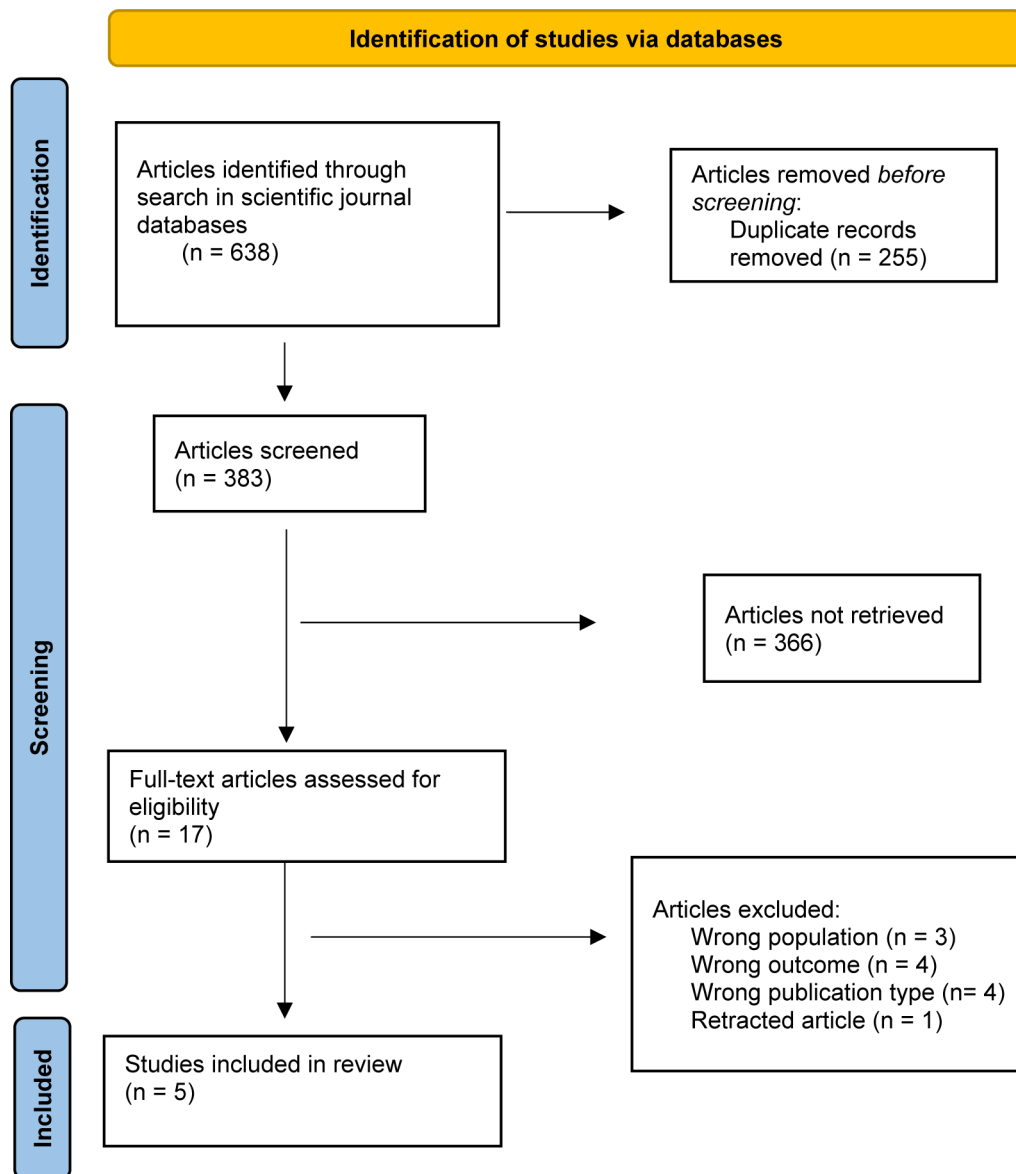 Identification of studies via databases
Identification
Articles identified through
search in scientific journal
databases
(n = 638)
Articles removed before
screening:
Duplicate records
removed (n = 255)
Screening
Articles screened
(n = 383)
Articles not retrieved
(n = 366)
Full-text articles assessed for
eligibility
(n = 17)
Articles excluded:
Wrong population (n = 3)
Wrong outcome (n = 4)
Wrong publication type (n= 4)
Retracted article (n = 1)
Included
Studies included in review
(n = 5)